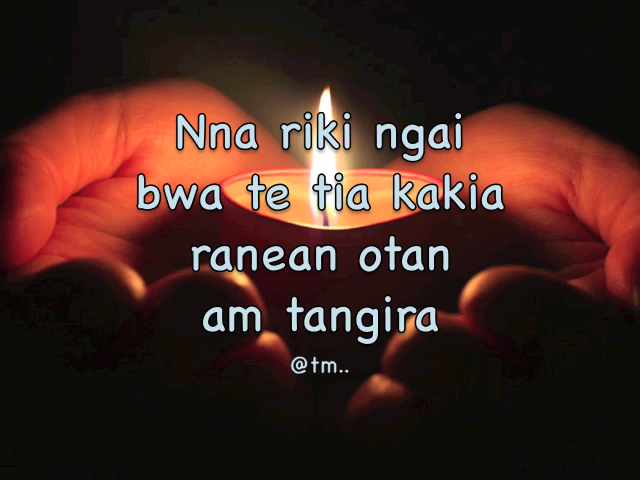 Nna riki ngai
bwa te tia kakia
ranean otan
am tangira
@tm..